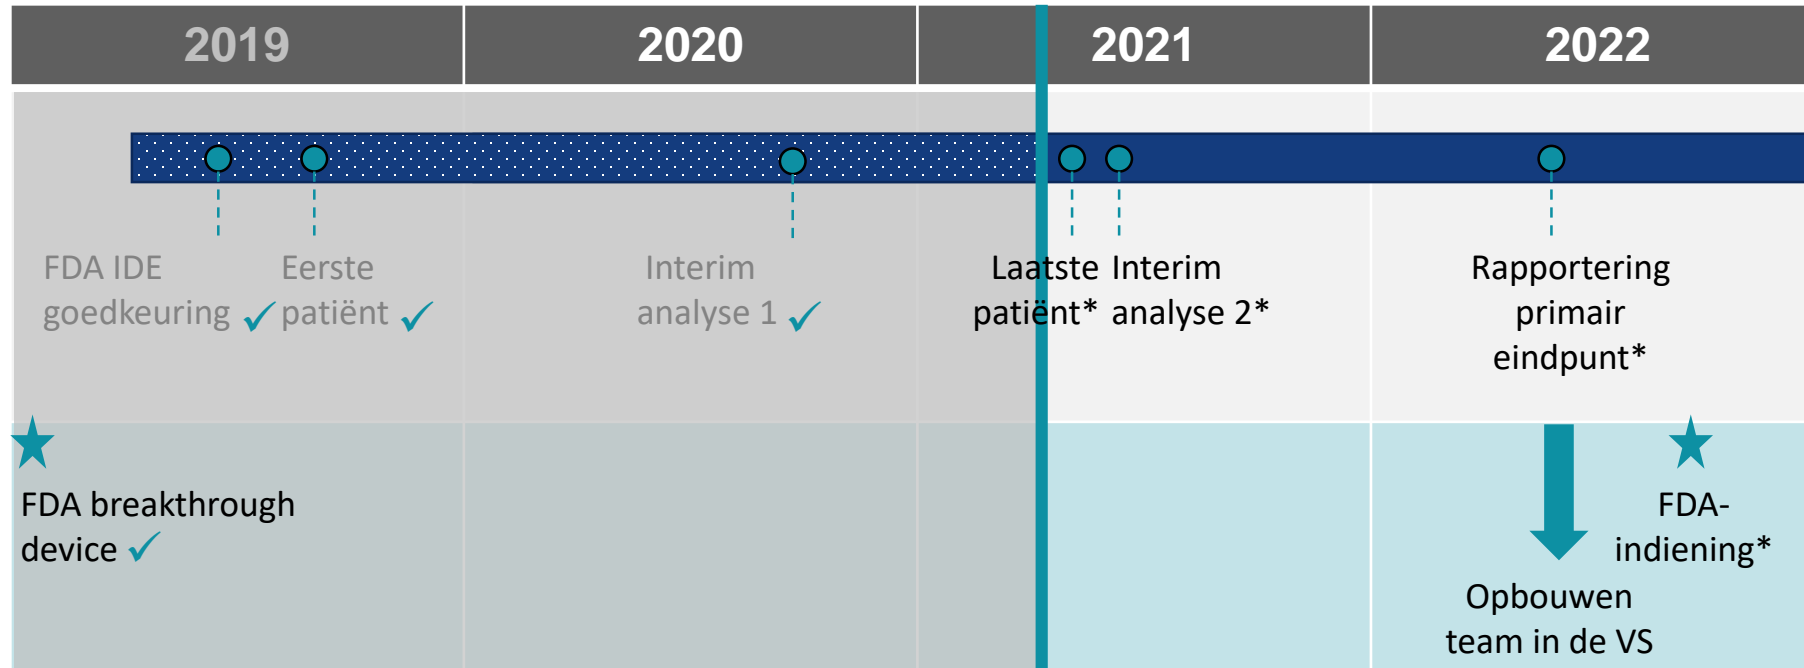 2019
2020
2021
2022
FDA IDE
goedkeuring
Eerste
patiënt
Interim
analyse 1
Laatste
patiënt*
Interim
analyse 2*
Rapportering
primair
eindpunt*
FDA breakthrough
device
FDA-
indiening*
Opbouwen
team in de VS